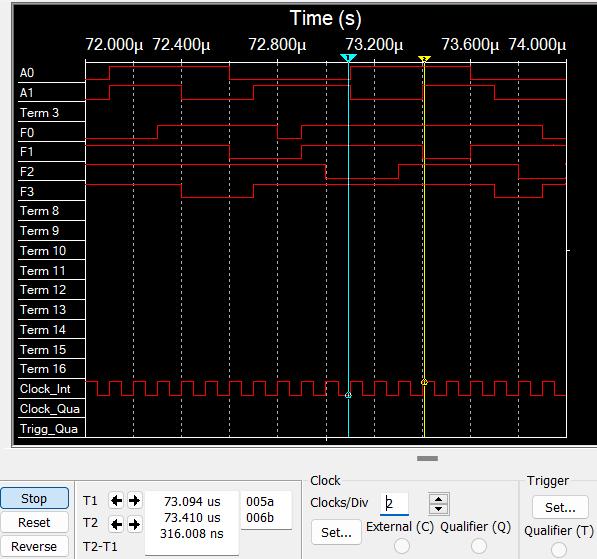 Time (s)
72.000μ 72.400μ 72.800μ 73.200μ 73.600μ 74.000μ
1 2
A0
A1
Term 3
F0
F1
F2
F3
Term 8
Term 9
Term 10
Term 11
Term 12
Term 13
Term 14
Term 15
Term 16
Clock_Int
Clock_Qua
Trigg_Qua
Stop
Reset
Reverse
T1 73.094 us 005a
T2 73.410 us 006b
T2-T1 316.008 ns
Clock
Clocks/Div 2
Set... External (C) Qualifier (Q)
Trigger
Set...
Qualifier (T)